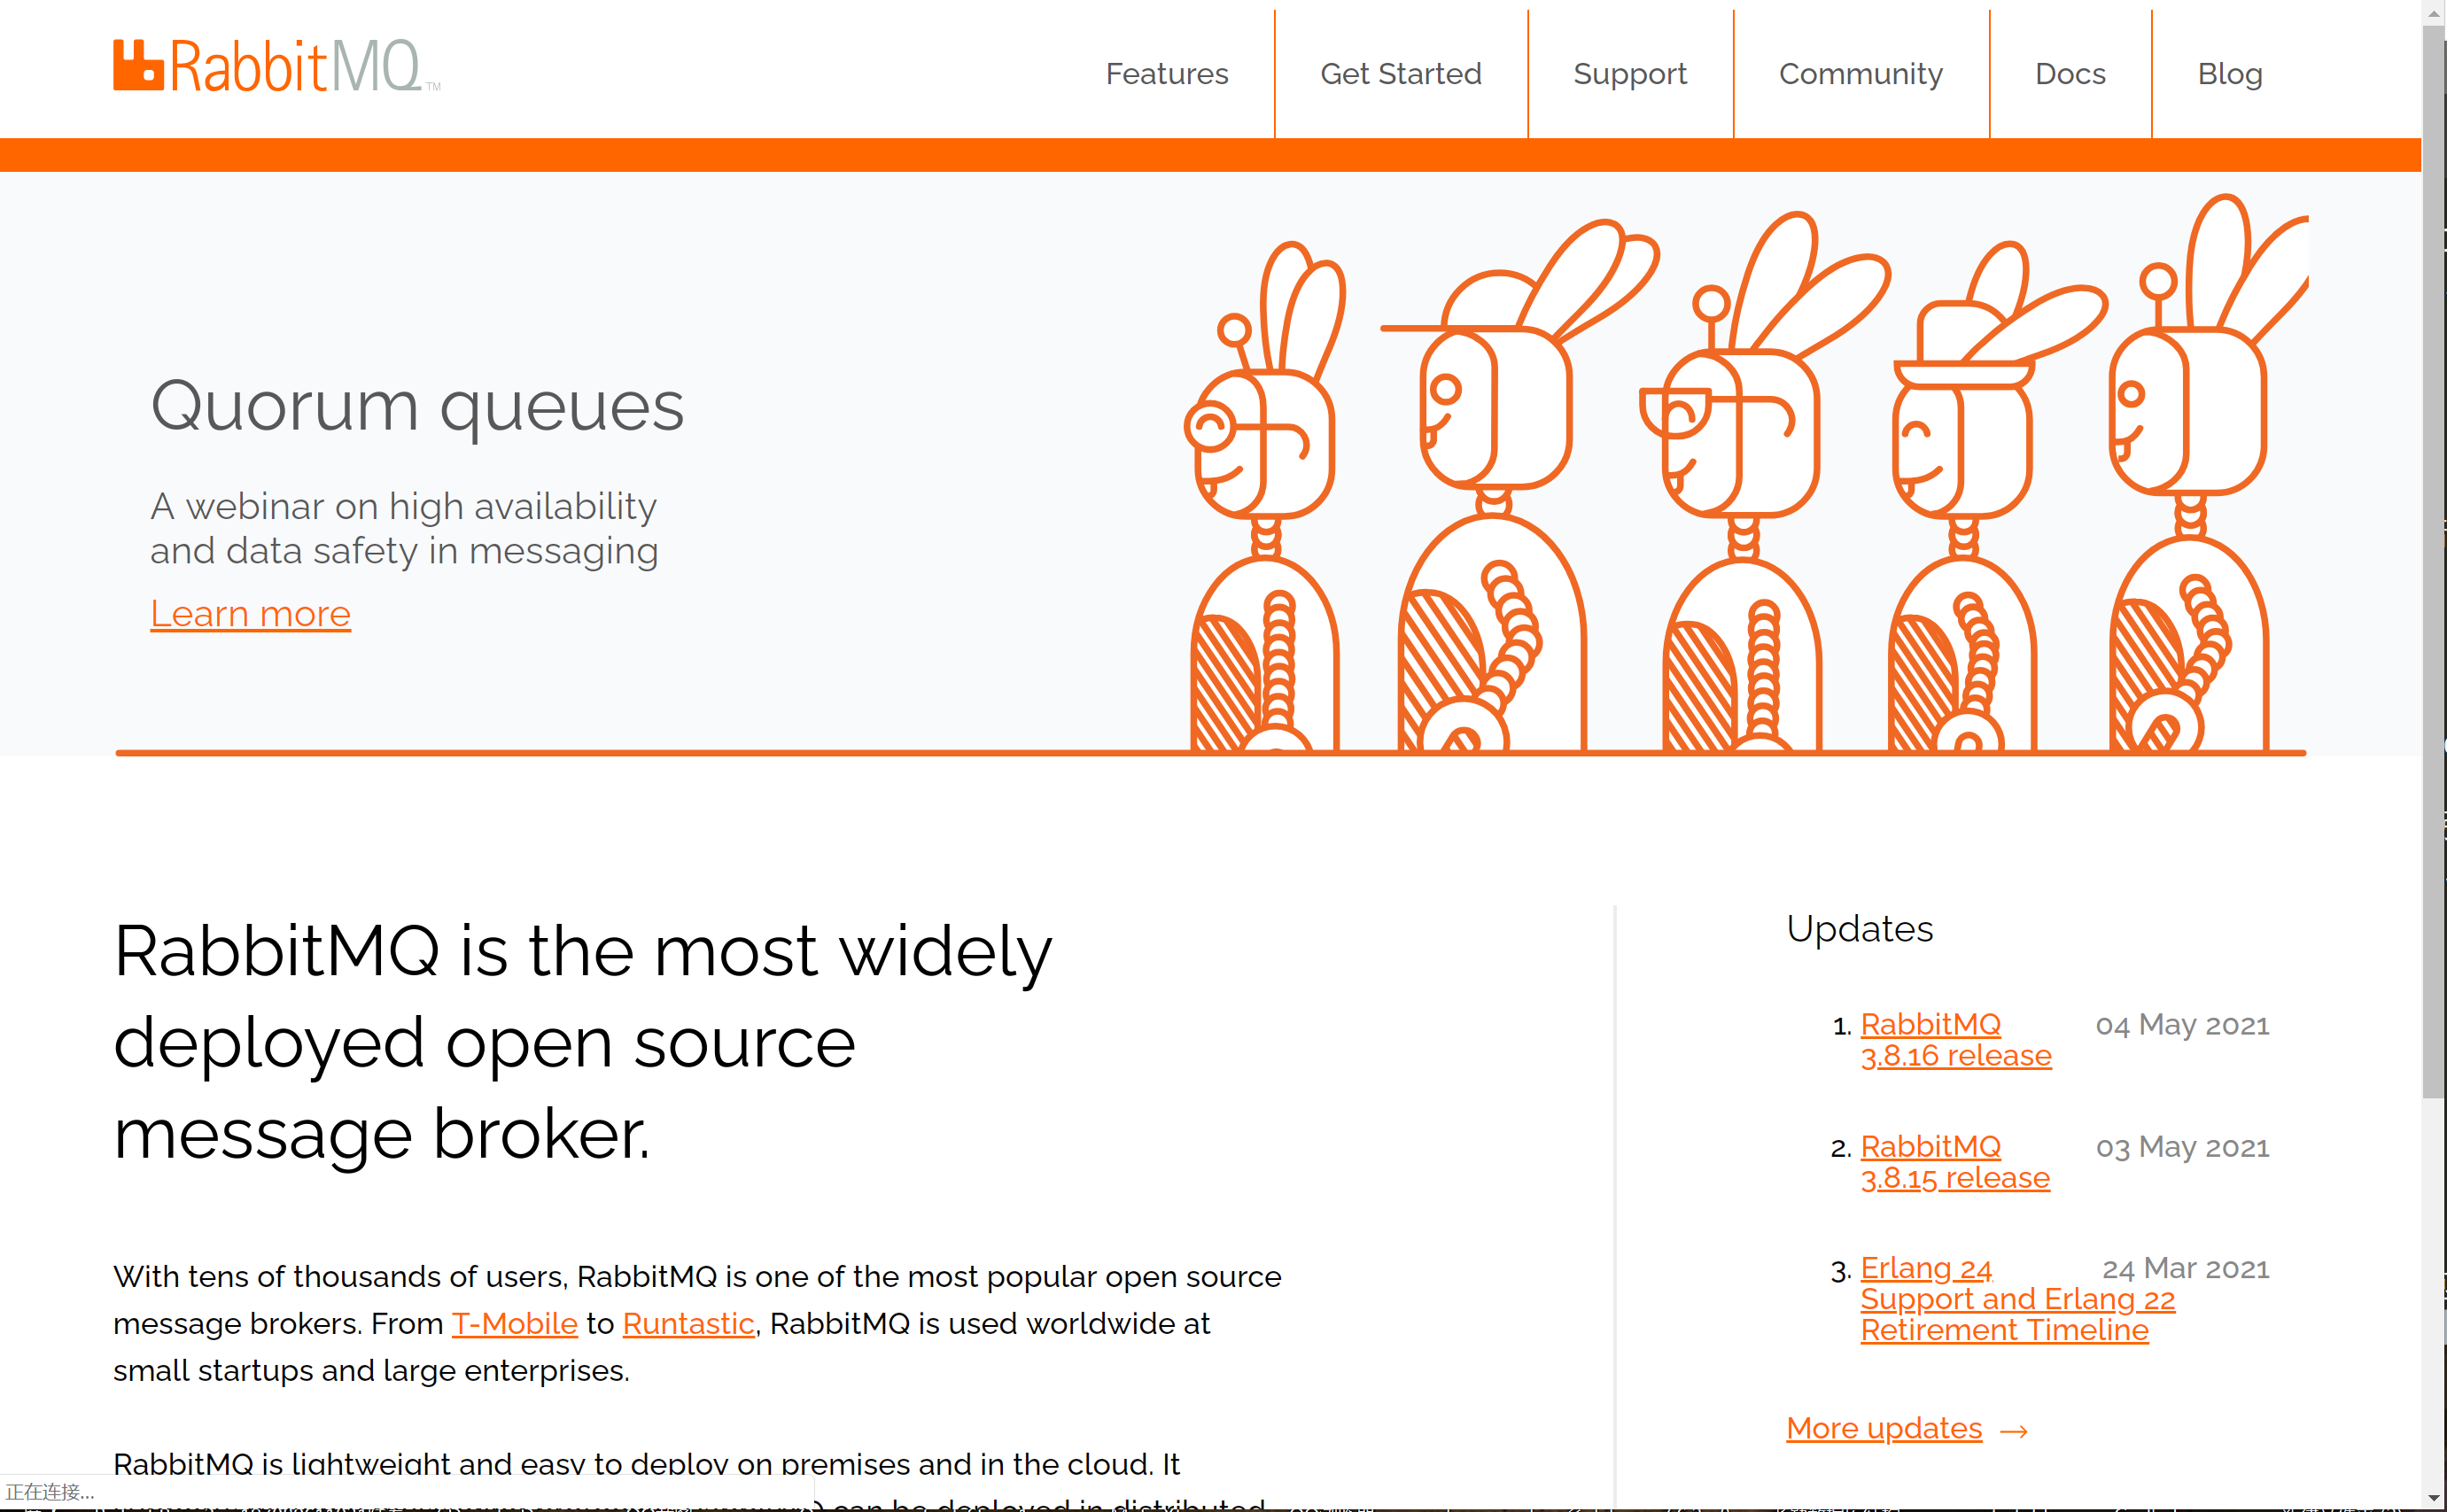 RabbitMQ™
Features
Get Started
Support
Community
Docs
Blog
Quorum queues
A webinar on high availability
and data safety in messaging
Learn more
RabbitMQ is the most widely
deployed open source
message broker.
With tens of thousands of users, RabbitMQ is one of the most popular open source
message brokers. From T-Mobile to Runtastic, RabbitMQ is used worldwide at
small startups and large enterprises.
RabbitMQ is lightweight and easy to deploy on premises and in the cloud. It
can be deployed in distributed
Updates
1. RabbitMQ 04 May 2021
3.8.16 release
2. RabbitMQ 03 May 2021
3.8.15 release
3. Erlang 24 24 Mar 2021
Support and Erlang 22
Retirement Timeline
More updates →
正在连接...